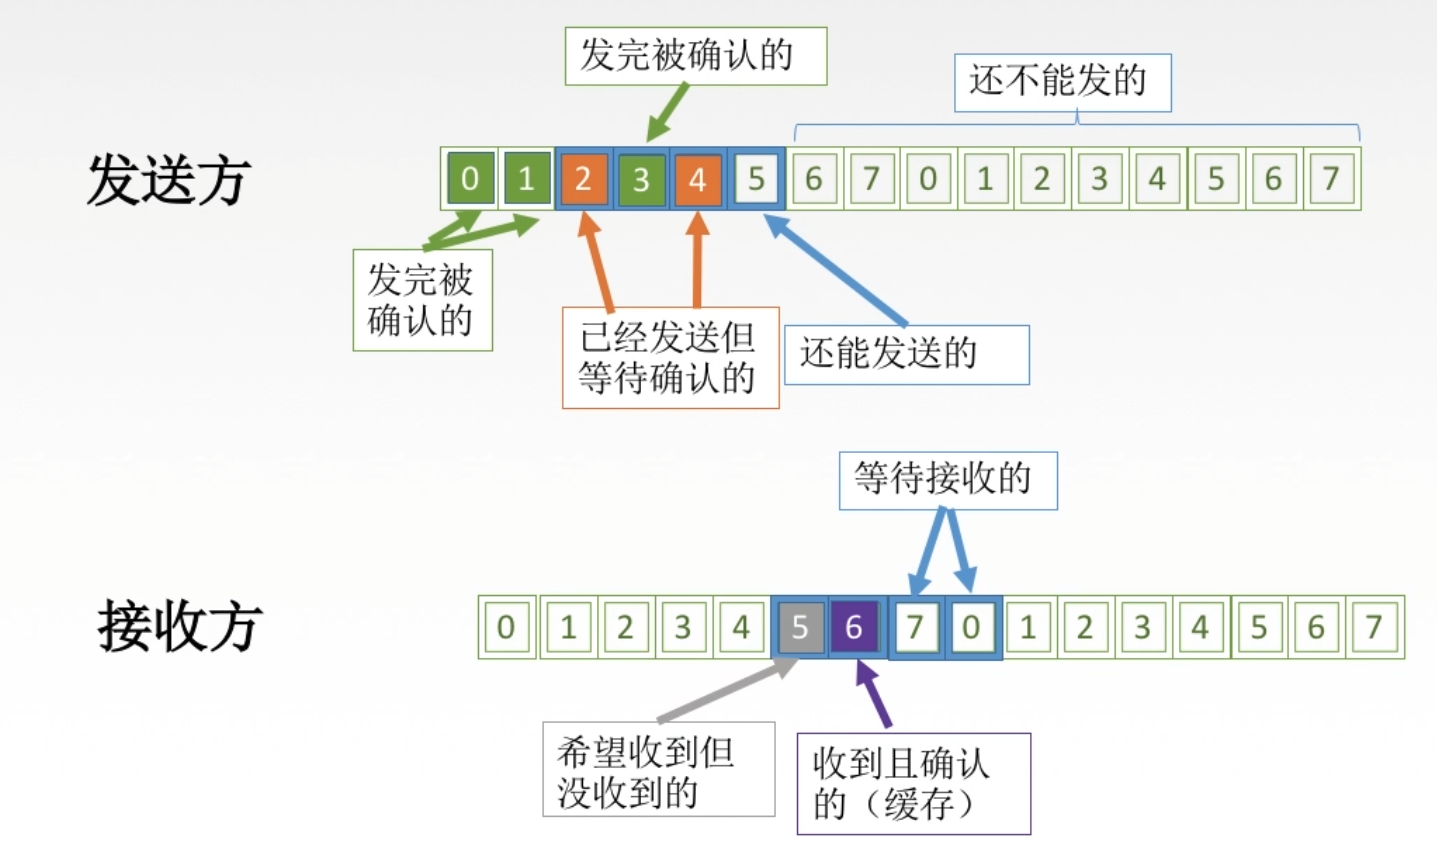 发完被确认的
还不能发的
发送方
0 1 2 3 4 5 6 7 0 1 2 3 4 5 6 7
发完被
确认的
已经发送但
等待确认的
还能发送的
等待接收的
接收方
0 1 2 3 4 5 6 7 0 1 2 3 4 5 6 7
希望收到但
没收到的
收到且确认
的（缓存）